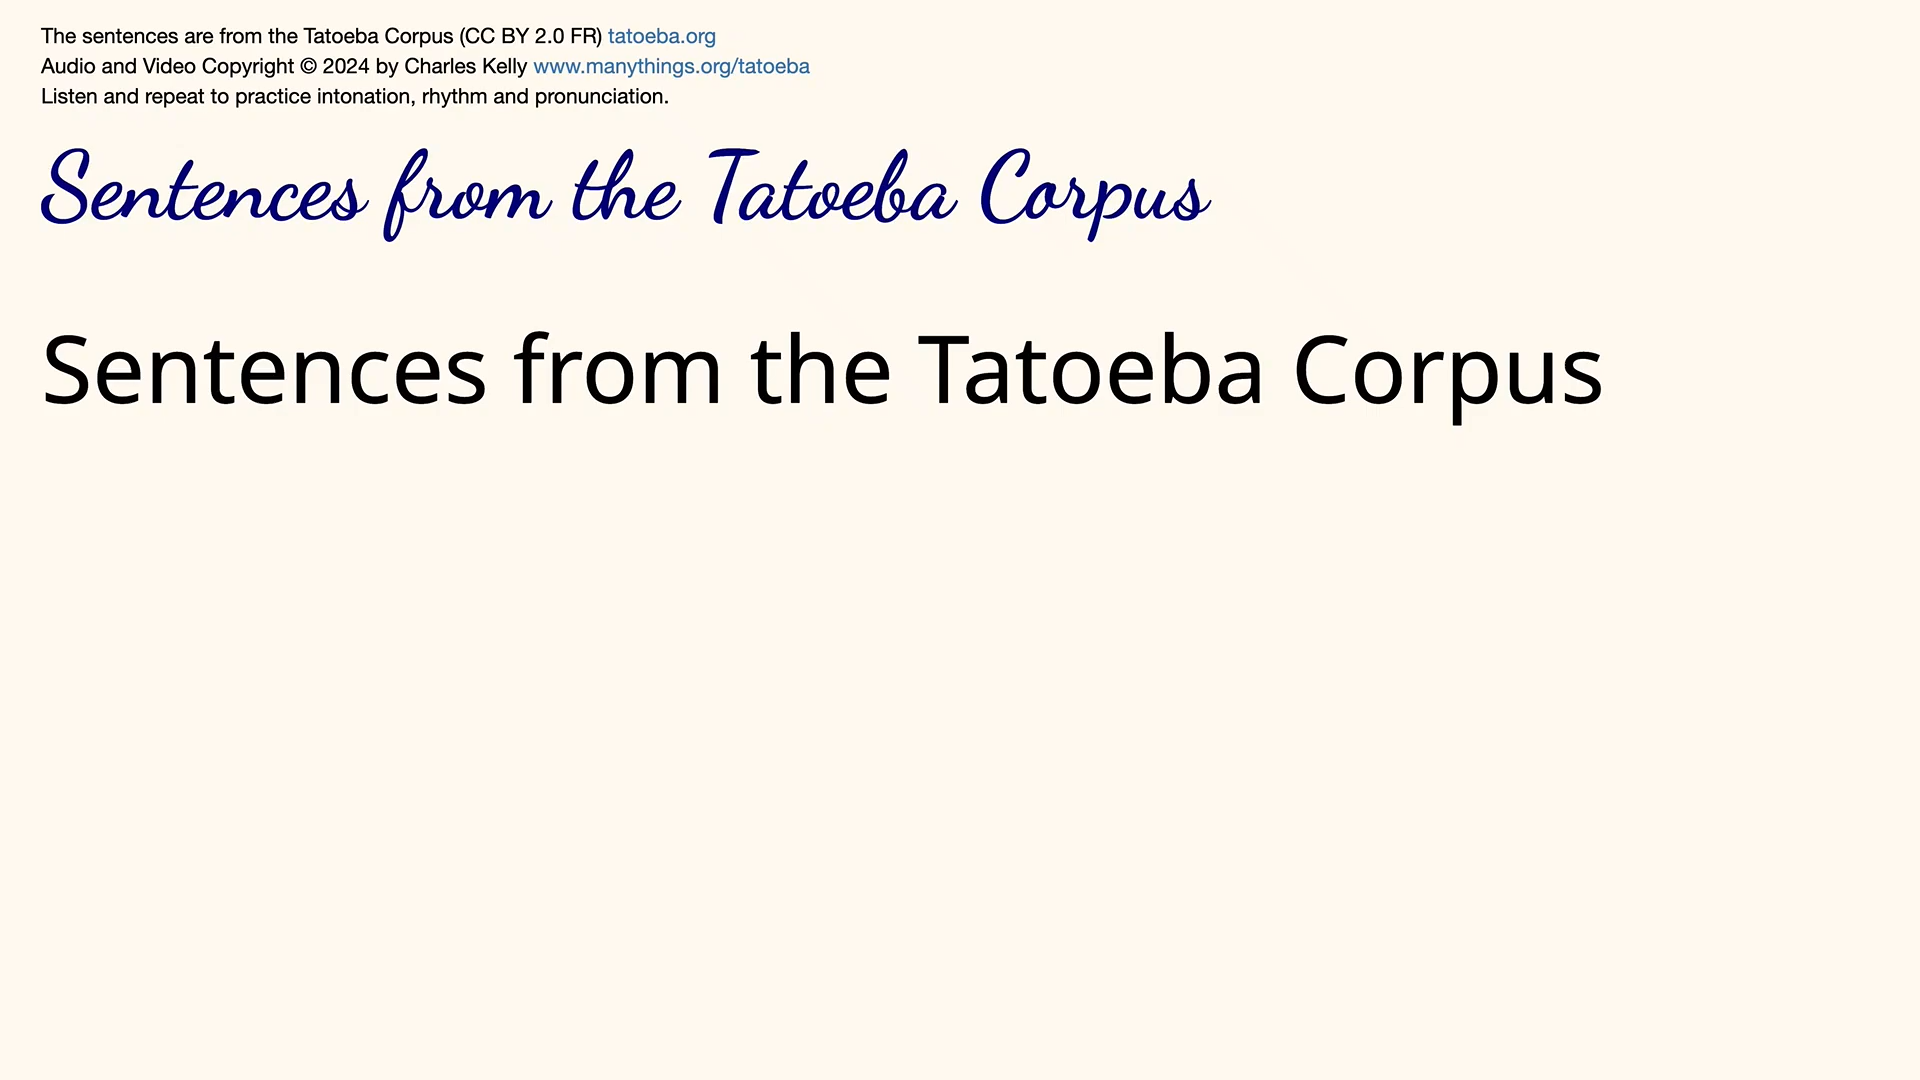 The sentences are from the Tatoeba Corpus (CC BY 2.0 FR) tatoeba.org
Audio and Video Copyright © 2024 by Charles Kelly www.manythings.org/tatoeba
Listen and repeat to practice intonation, rhythm and pronunciation.
Sentences from the Tatoeba Corpus
Sentences from the Tatoeba Corpus